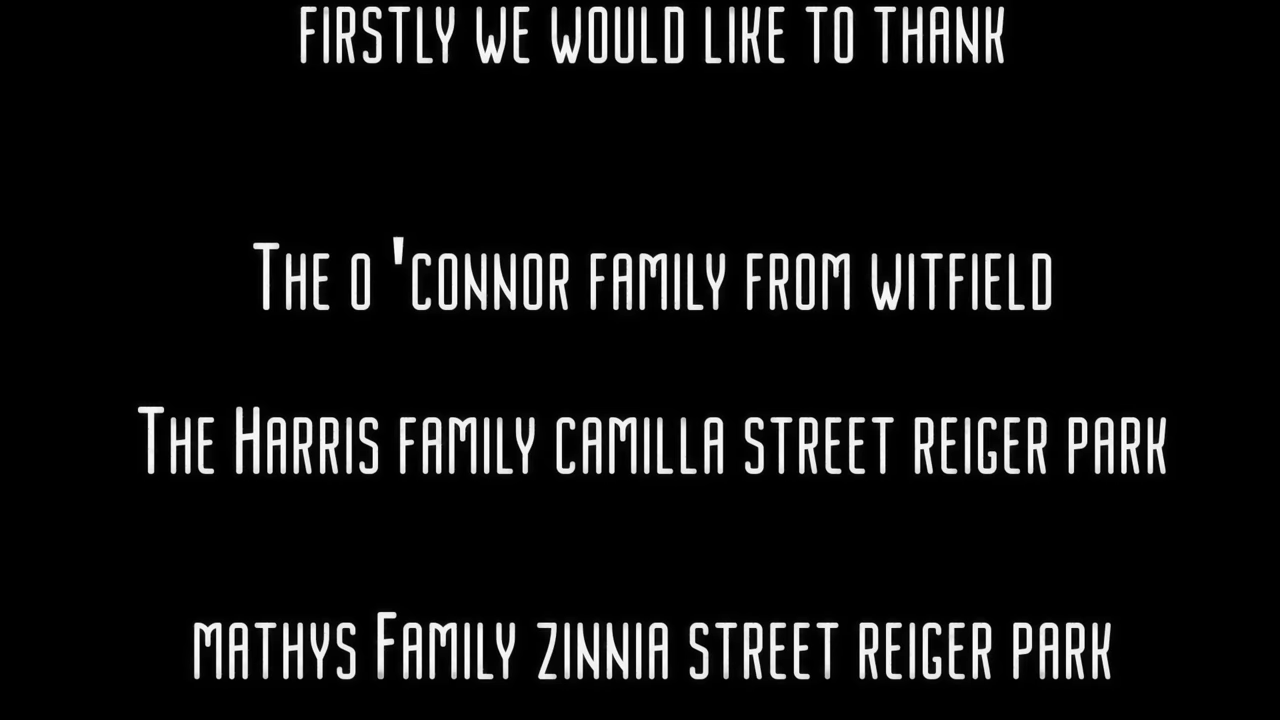 FIRSTLY WE WOULD LIKE TO THANK
THE O 'CONNOR FAMILY FROM WITFIELD
THE HARRIS FAMILY CAMILLA STREET REIGER PARK
MATHYS FAMILY ZINNIA STREET REIGER PARK